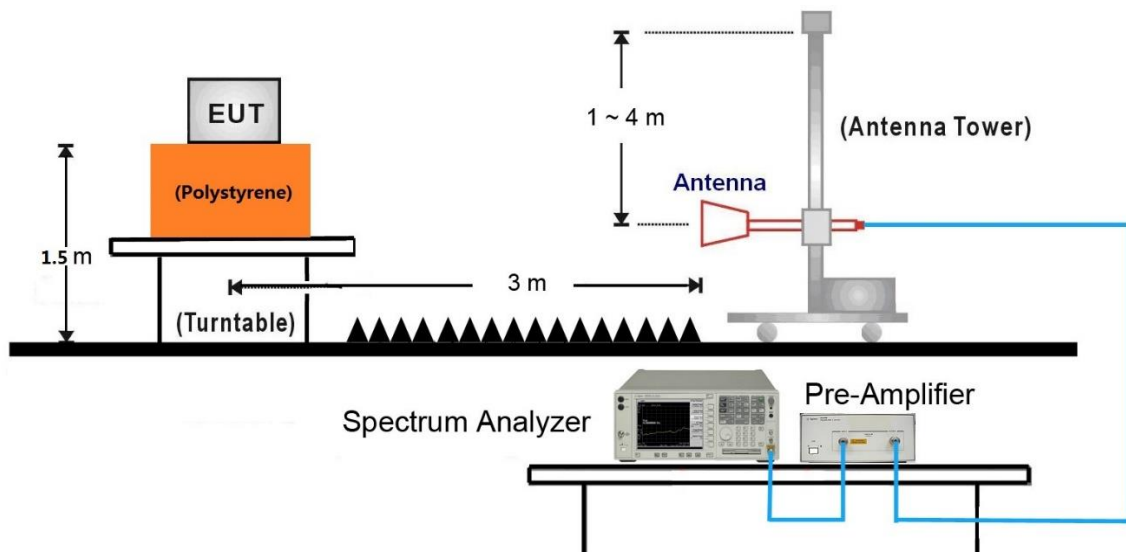 EUT
1 ~ 4 m
(Antenna Tower)
(Polystyrene)
Antenna
1.5 m
3 m
(Turntable)
Spectrum Analyzer
Pre-Amplifier